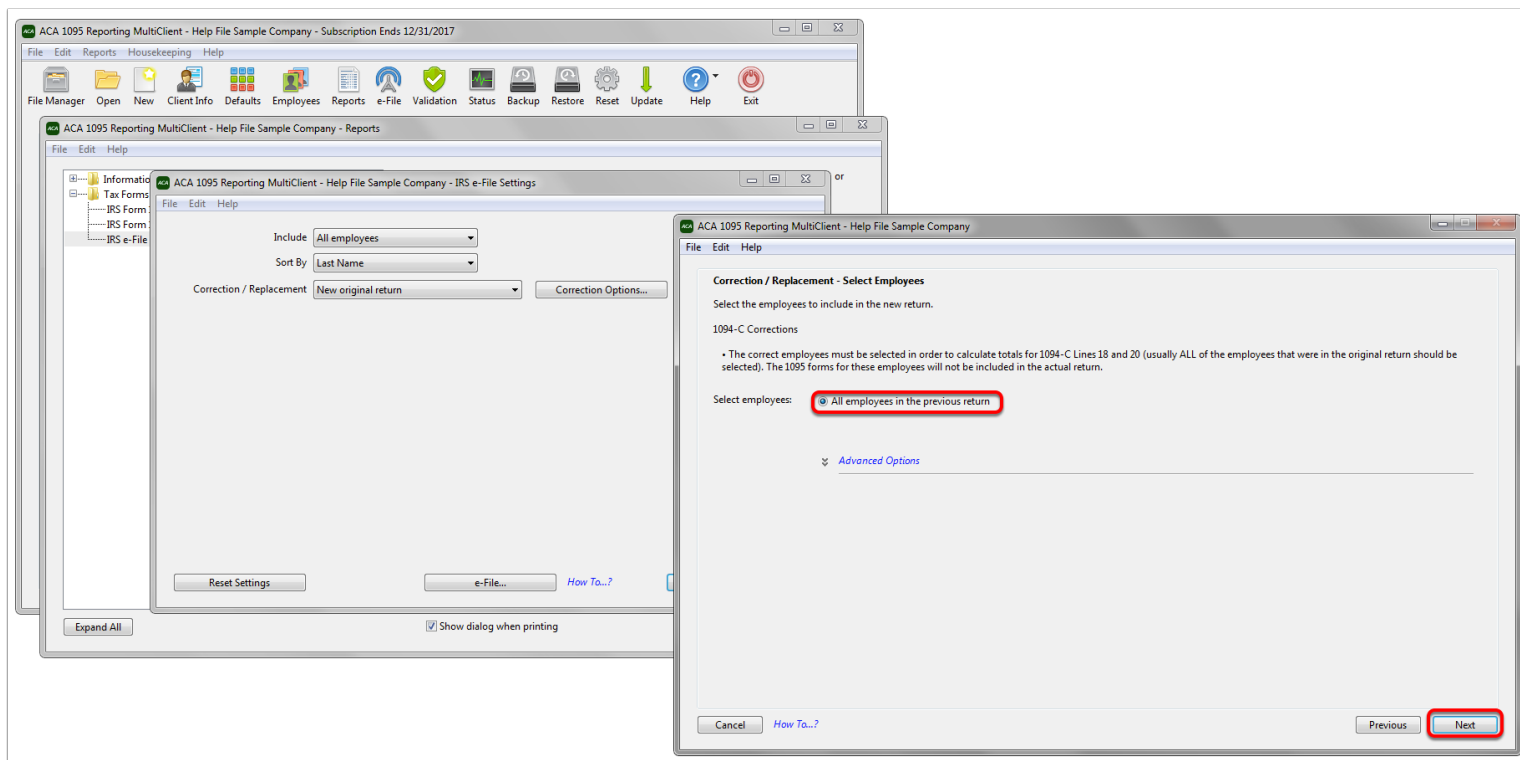 ACA 1095 Reporting MultiClient - Help File Sample Company - Subscription Ends 12/31/2017
File Edit Reports Housekeeping Help
File Manager Open New Client Info Defaults Employees Reports e-File Validation Status Backup Restore Reset Update Help Exit
ACA 1095 Reporting MultiClient - Help File Sample Company - Reports
File Edit Help
Informatio
or
Tax Forms
IRS Form
IRS Form
IRS e-File
ACA 1095 Reporting MultiClient - Help File Sample Company - IRS e-File Settings
File Edit Help
Include All employees
Sort By Last Name
Correction / Replacement New original return Correction Options...
Reset Settings e-File... How To...?
Expand All Show dialog when printing
ACA 1095 Reporting MultiClient - Help File Sample Company
File Edit Help
Correction / Replacement - Select Employees
Select the employees to include in the new return.
1094-C Corrections
• The correct employees must be selected in order to calculate totals for 1094-C Lines 18 and 20 (usually ALL of the employees that were in the original return should be
selected). The 1095 forms for these employees will not be included in the actual return.
Select employees: All employees in the previous return
Advanced Options
Cancel How To...? Previous Next